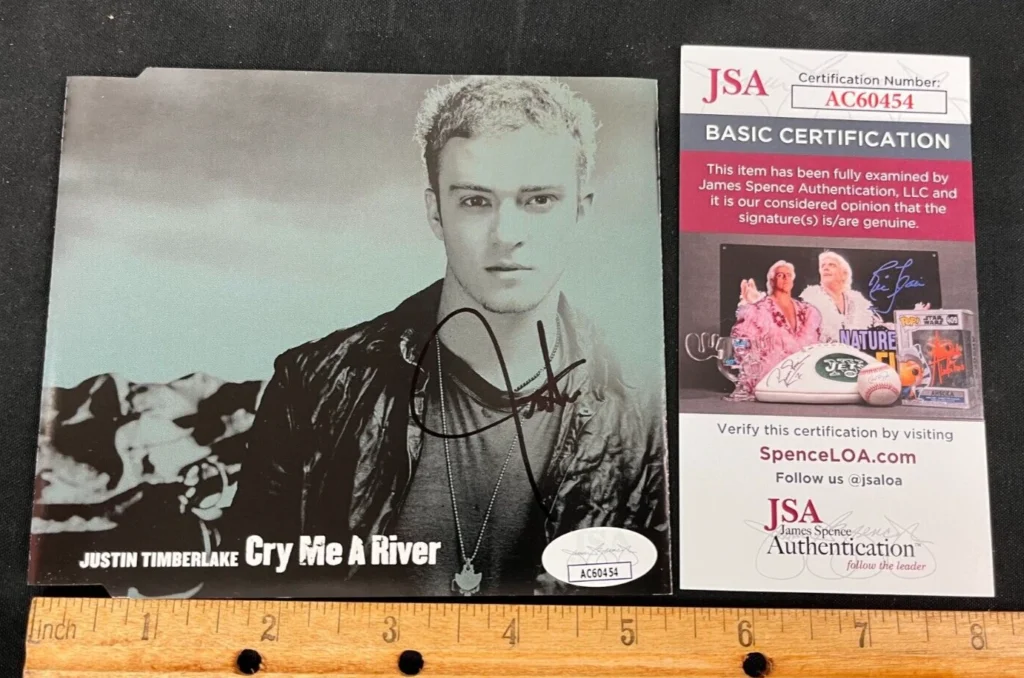 JUSTIN TIMBERLAKE Cry Me A River
AC60454
JSA
Certification Number:
AC60454
BASIC CERTIFICATION
This item has been fully examined by
James Spence Authentication, LLC and
it is our considered opinion that the
signature(s) is/are genuine.
NATURE
STAR WARS
JETS
Verify this certification by visiting
SpenceLOA.com
Follow us @jsaloa
JSA
James Spence
Authentication
follow the leader
Inch 1 2 3 4 5 6 7 8